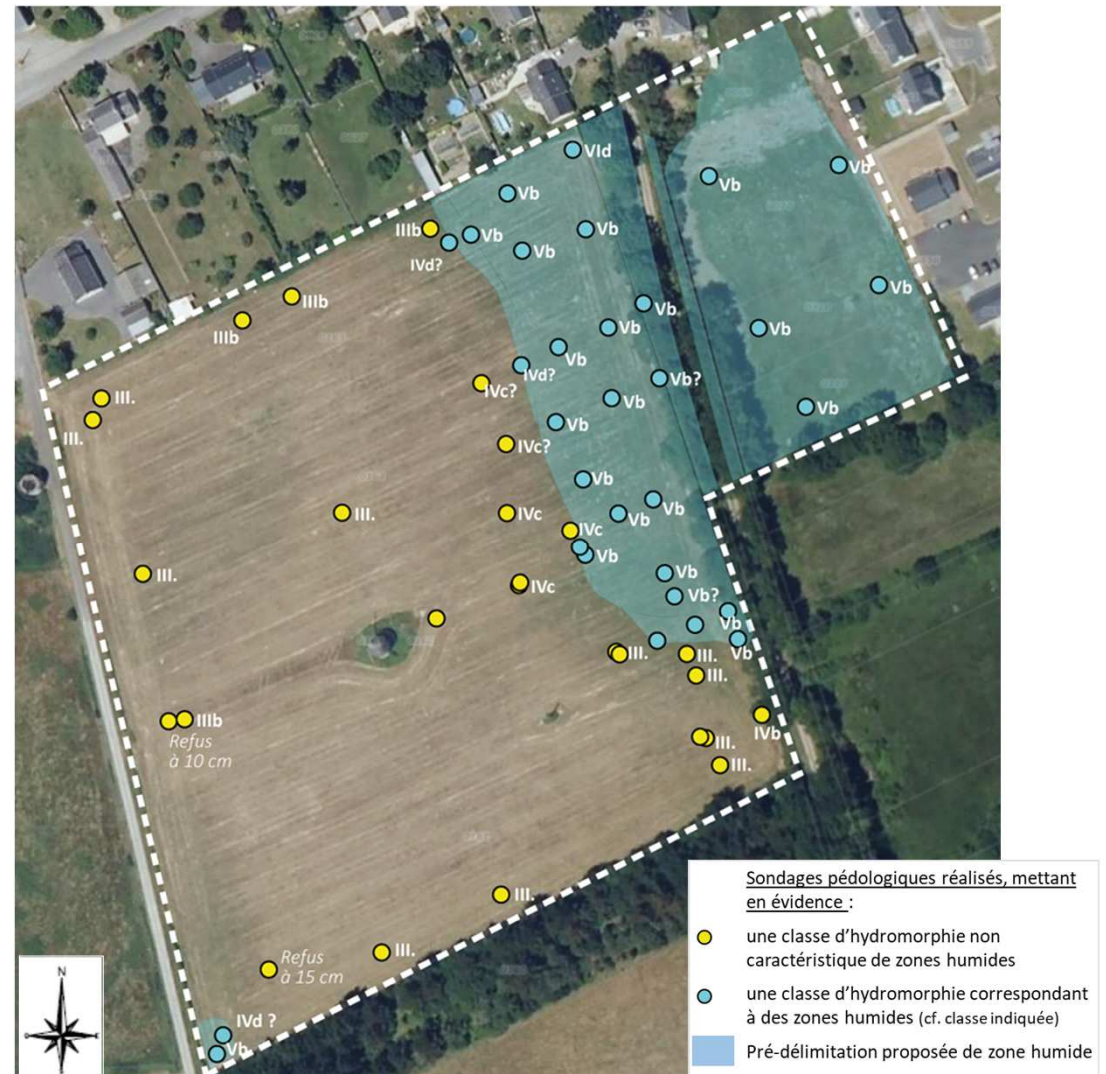 VId
Vb
Vb
Vb
IIIb
Vb
Vb
IVd?
Vb
Vb
IIIb
Vb
IIIb
Vb
Vb
Vb
IVd?
Vb?
IVc?
III.
Vb
Vb
III.
Vb
IVc?
Vb
Vb
III.
IVc
Vb
IVc
Vb
III.
Vb
IVc
Vb?
Vb
Vb
III.
III.
III.
IIIb
IVb
Refus
à 10 cm
III.
III.
III.
III.
Refus
à 15 cm
IVd ?
Vb
N
Sondages pédologiques réalisés, mettant
en évidence :
une classe d'hydromorphie non
caractéristique de zones humides
une classe d'hydromorphie correspondant
à des zones humides (cf. classe indiquée)
Pré-délimitation proposée de zone humide